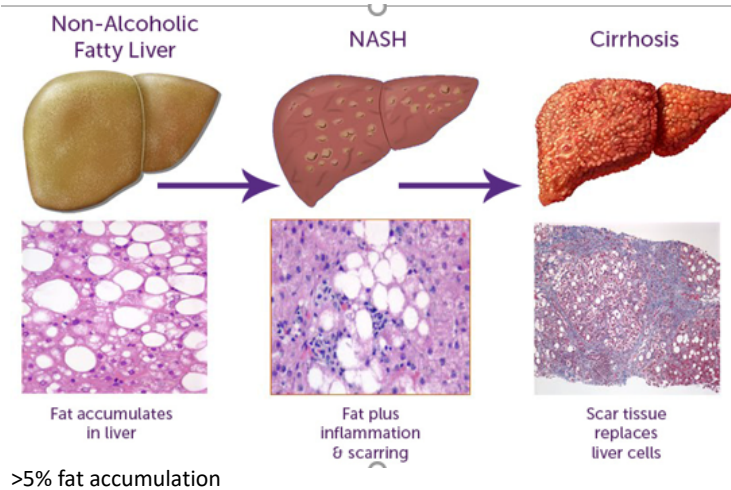 Non-Alcoholic
Fatty Liver
NASH
Cirrhosis
Fat accumulates
in liver
Fat plus
inflammation
& scarring
Scar tissue
replaces
liver cells
>5% fat accumulation